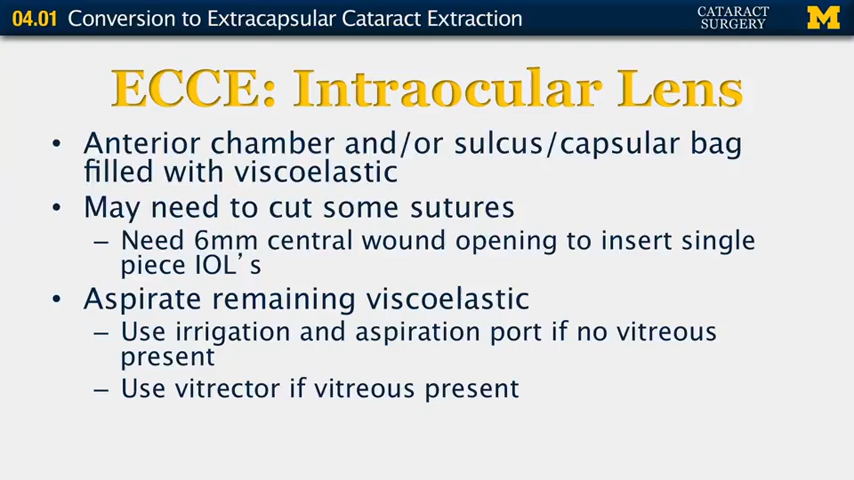 04.01 Conversion to Extracapsular Cataract Extraction
CATARACT
SURGERY
M
ECCE: Intraocular Lens
• Anterior chamber and/or sulcus/capsular bag
filled with viscoelastic
• May need to cut some sutures
– Need 6mm central wound opening to insert single
piece IOL's
• Aspirate remaining viscoelastic
– Use irrigation and aspiration port if no vitreous
present
– Use vitrector if vitreous present